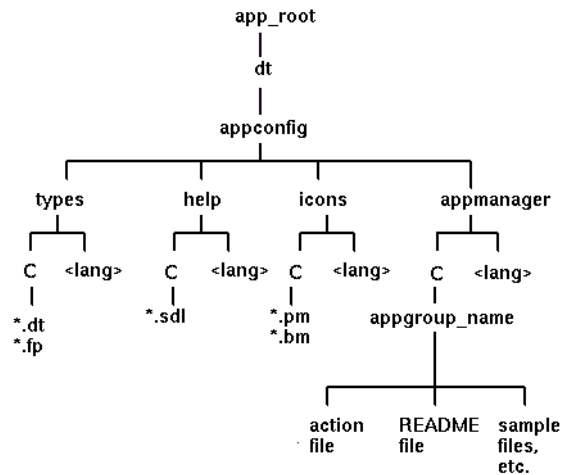 app_root
dt
appconfig
types help icons appmanager
C <lang> C <lang> C <lang> C <lang>
*.dt *.sdl *.pm appgroup_name
*.fp *.bm
action README sample
file file files,
etc.